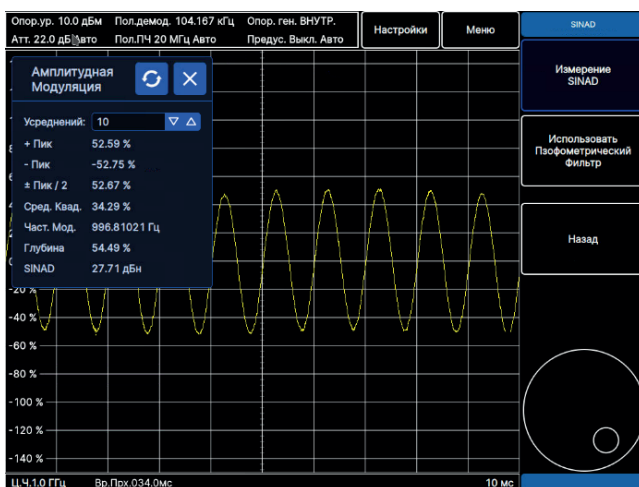 Опор.ур. 10.0 дБм Пол.демод. 104.167 кГц Опор. ген. ВНУТР.
Атт. 22.0 дБ Авто Пол.ПЧ 20 МГц Авто Предус. Выкл. Авто
Настройки
Меню
SINAD
Амплитудная
Модуляция
Усреднений: 10
+ Пик 52.59 %
- Пик -52.75 %
± Пик / 2 52.67 %
Сред. Квад. 34.29 %
Част. Мод. 996.81021 Гц
Глубина 54.49 %
SINAD 27.71 дБн
-20 %
-40 %
-60 %
-80 %
-100 %
-120 %
-140 %
Ц.Ч.1.0 ГГц Вр.Прх.034.0мс 10 мс
Измерение
SINAD
Использовать
Пзофометрический
Фильтр
Назад